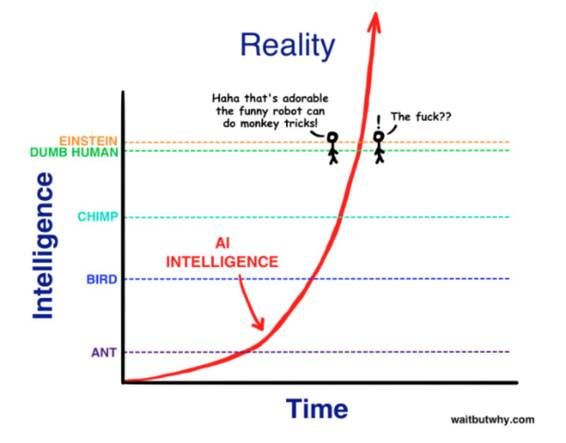 Reality
Haha that's adorable
the funny robot can
do monkey tricks!
!
The fuck??
EINSTEIN
DUMB HUMAN
CHIMP
AI
INTELLIGENCE
BIRD
ANT
Intelligence
Time
waitbutwhy.com